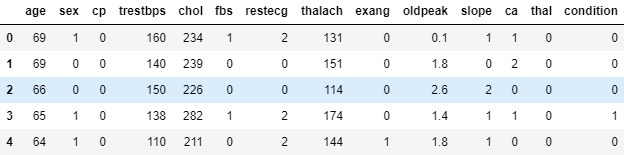 age sex cp trestbps chol fbs restecg thalach exang oldpeak slope ca thal condition
0 69 1 0 160 234 1 2 131 0 0.1 1 1 0 0
1 69 0 0 140 239 0 0 151 0 1.8 0 2 0 0
2 66 0 0 150 226 0 0 114 0 2.6 2 0 0 0
3 65 1 0 138 282 1 2 174 0 1.4 1 1 0 1
4 64 1 0 110 211 0 2 144 1 1.8 1 0 0 0